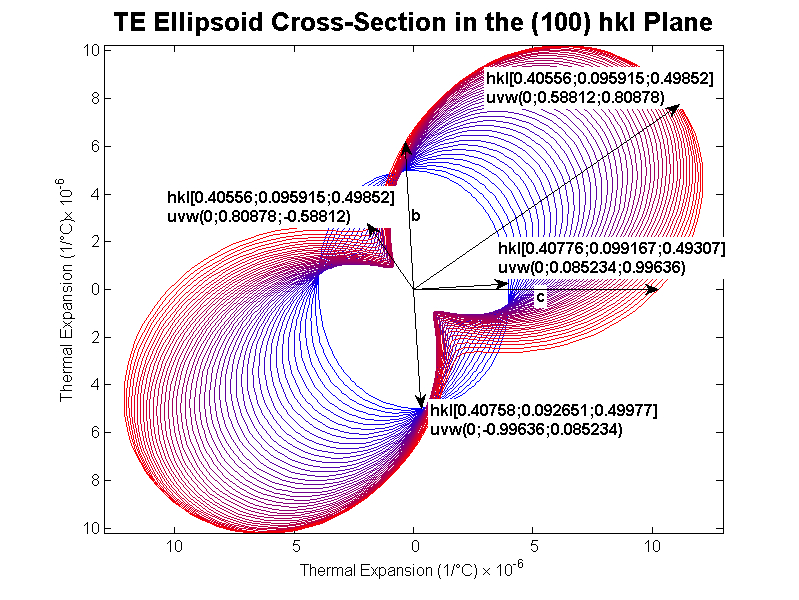 TE Ellipsoid Cross-Section in the (100) hkl Plane
10
hkl[0.40556;0.095915;0.49852]
uvw(0;0.58812;0.80878)
8
6
hkl[0.40556;0.095915;0.49852]
uvw(0;0.80878;-0.58812)
4
b
2
hkl[0.40776;0.099167;0.49307]
uvw(0;0.085234;0.99636)
0
c
2
4
hkl[0.40758;0.092651;0.49977]
uvw(0;-0.99636;0.085234)
6
8
10
Thermal Expansion (1/°C)× 10-6
10 5 0 5 10
Thermal Expansion (1/°C) × 10-6